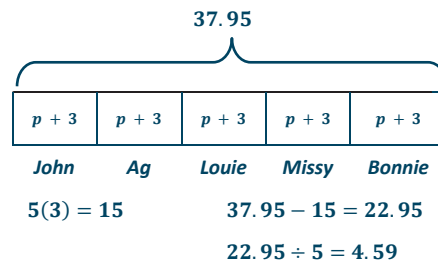 37.95
p + 3 p + 3 p + 3 p + 3 p + 3
John Ag Louie Missy Bonnie
5(3) = 15 37.95 − 15 = 22.95
22.95 ÷ 5 = 4.59